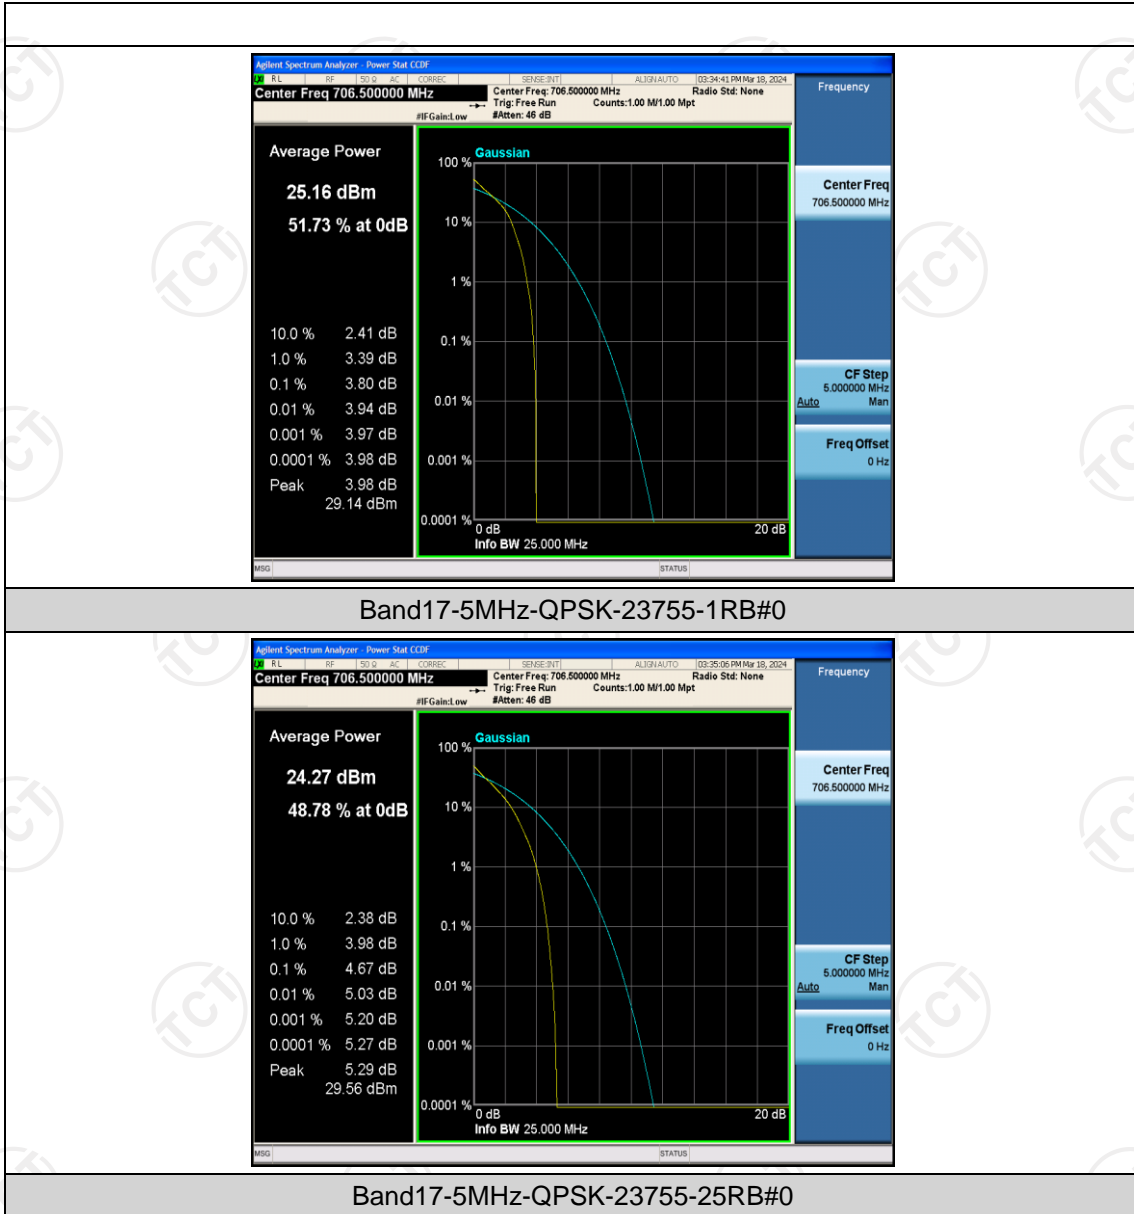 Agilent Spectrum Analyzer - Power Stat CCDF
RL RF 50 Ω AC CORREC SENSE:INT ALIGNAUTO 03:34:41 PM Mar 18, 2024
Center Freq 706.500000 MHz
Center Freq: 706.500000 MHz Radio Std: None
Trig: Free Run Counts:1.00 M/1.00 Mpt
#IFGain:Low #Atten: 46 dB
Frequency
Average Power
25.16 dBm
51.73 % at 0dB
10.0 % 2.41 dB
1.0 % 3.39 dB
0.1 % 3.80 dB
0.01 % 3.94 dB
0.001 % 3.97 dB
0.0001 % 3.98 dB
Peak 3.98 dB
29.14 dBm
Gaussian
100 %
10 %
1 %
0.1 %
0.01 %
0.001 %
0.0001 %
0 dB 20 dB
Info BW 25.000 MHz
Center Freq
706.500000 MHz
CF Step
5.000000 MHz
Auto Man
Freq Offset
0 Hz
MSG STATUS
Band17-5MHz-QPSK-23755-1RB#0
Agilent Spectrum Analyzer - Power Stat CCDF
RL RF 50 Ω AC CORREC SENSE:INT ALIGNAUTO 03:35:06 PM Mar 18, 2024
Center Freq 706.500000 MHz
Center Freq: 706.500000 MHz Radio Std: None
Trig: Free Run Counts:1.00 M/1.00 Mpt
#IFGain:Low #Atten: 46 dB
Frequency
Average Power
24.27 dBm
48.78 % at 0dB
10.0 % 2.38 dB
1.0 % 3.98 dB
0.1 % 4.67 dB
0.01 % 5.03 dB
0.001 % 5.20 dB
0.0001 % 5.27 dB
Peak 5.29 dB
29.56 dBm
Gaussian
100 %
10 %
1 %
0.1 %
0.01 %
0.001 %
0.0001 %
0 dB 20 dB
Info BW 25.000 MHz
Center Freq
706.500000 MHz
CF Step
5.000000 MHz
Auto Man
Freq Offset
0 Hz
MSG STATUS
Band17-5MHz-QPSK-23755-25RB#0
TCT
TCT
TCT
TCT